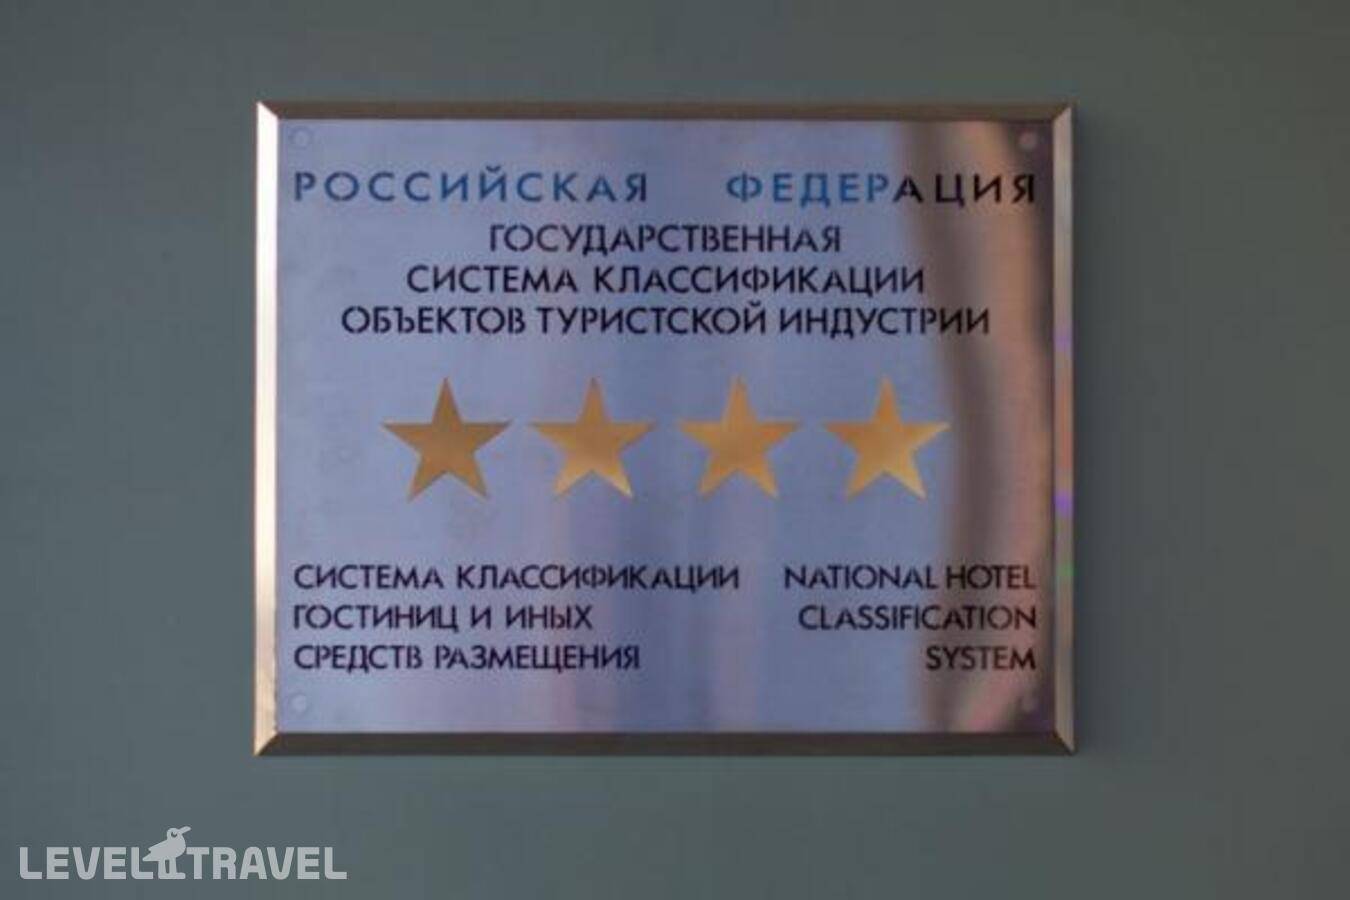 РОССИЙСКАЯ ФЕДЕРАЦИЯ
ГОСУДАРСТВЕННАЯ
СИСТЕМА КЛАССИФИКАЦИИ
ОБЪЕКТОВ ТУРИСТСКОЙ ИНДУСТРИИ
СИСТЕМА КЛАССИФИКАЦИИ
ГОСТИНИЦ И ИНЫХ
СРЕДСТВ РАЗМЕЩЕНИЯ
NATIONAL HOTEL
CLASSIFICATION
SYSTEM
LEVEL TRAVEL